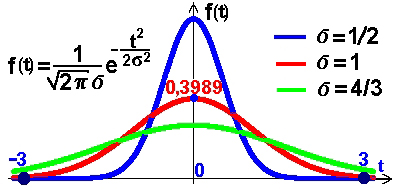 f(t)
f(t)=1/(√(2π)σ) e^(-t²/(2σ²))
σ=1/2
σ=1
σ=4/3
0,3989
-3
3
t
0